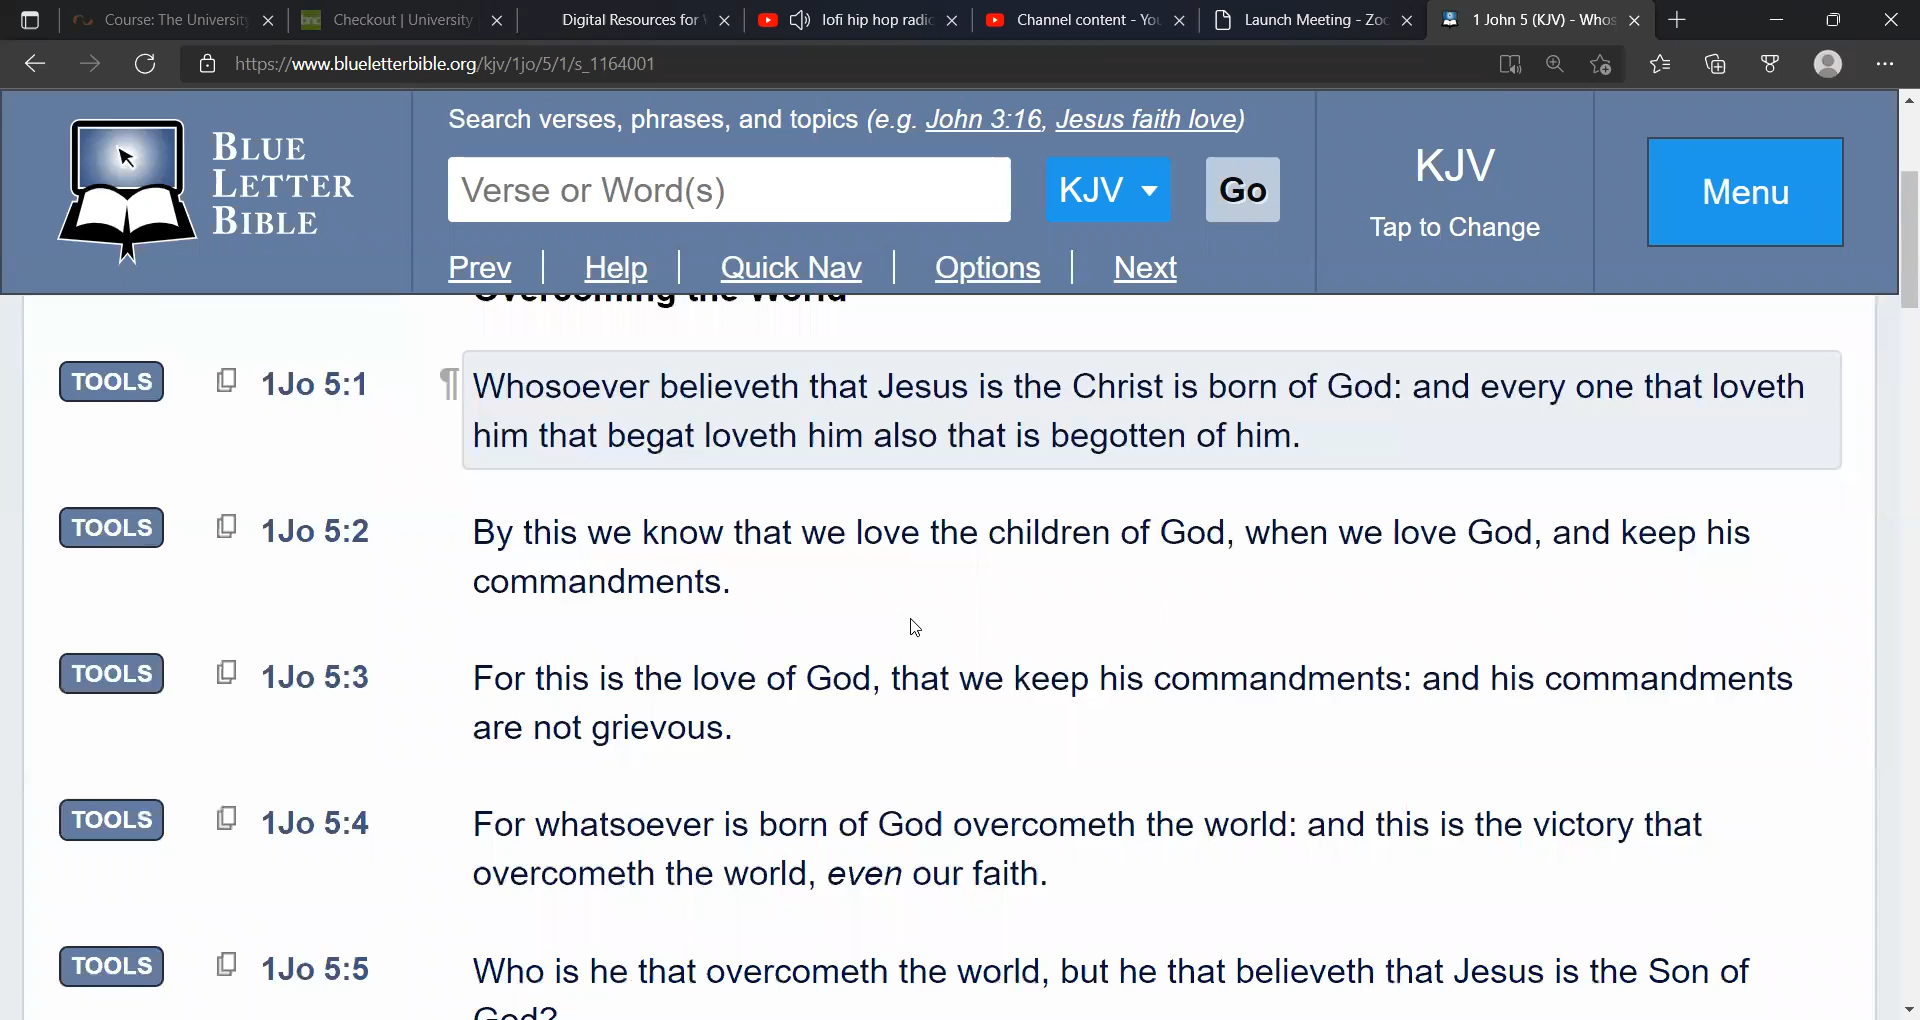 Course: The Universit
bnc Checkout | University
Digital Resources for
lofi hip hop radio
Channel content - You
Launch Meeting - Zoo
1 John 5 (KJV) - Whos
https://www.blueletterbible.org/kjv/1jo/5/1/s_1164001
BLUE
LETTER
BIBLE
Search verses, phrases, and topics (e.g. John 3:16, Jesus faith love)
Verse or Word(s)
KJV
Go
Prev
Help
Quick Nav
Options
Next
KJV
Tap to Change
Menu
Overcoming the World
TOOLS 1Jo 5:1 ¶ Whosoever believeth that Jesus is the Christ is born of God: and every one that loveth
him that begat loveth him also that is begotten of him.
TOOLS 1Jo 5:2 By this we know that we love the children of God, when we love God, and keep his
commandments.
TOOLS 1Jo 5:3 For this is the love of God, that we keep his commandments: and his commandments
are not grievous.
TOOLS 1Jo 5:4 For whatsoever is born of God overcometh the world: and this is the victory that
overcometh the world, even our faith.
TOOLS 1Jo 5:5 Who is he that overcometh the world, but he that believeth that Jesus is the Son of
God?